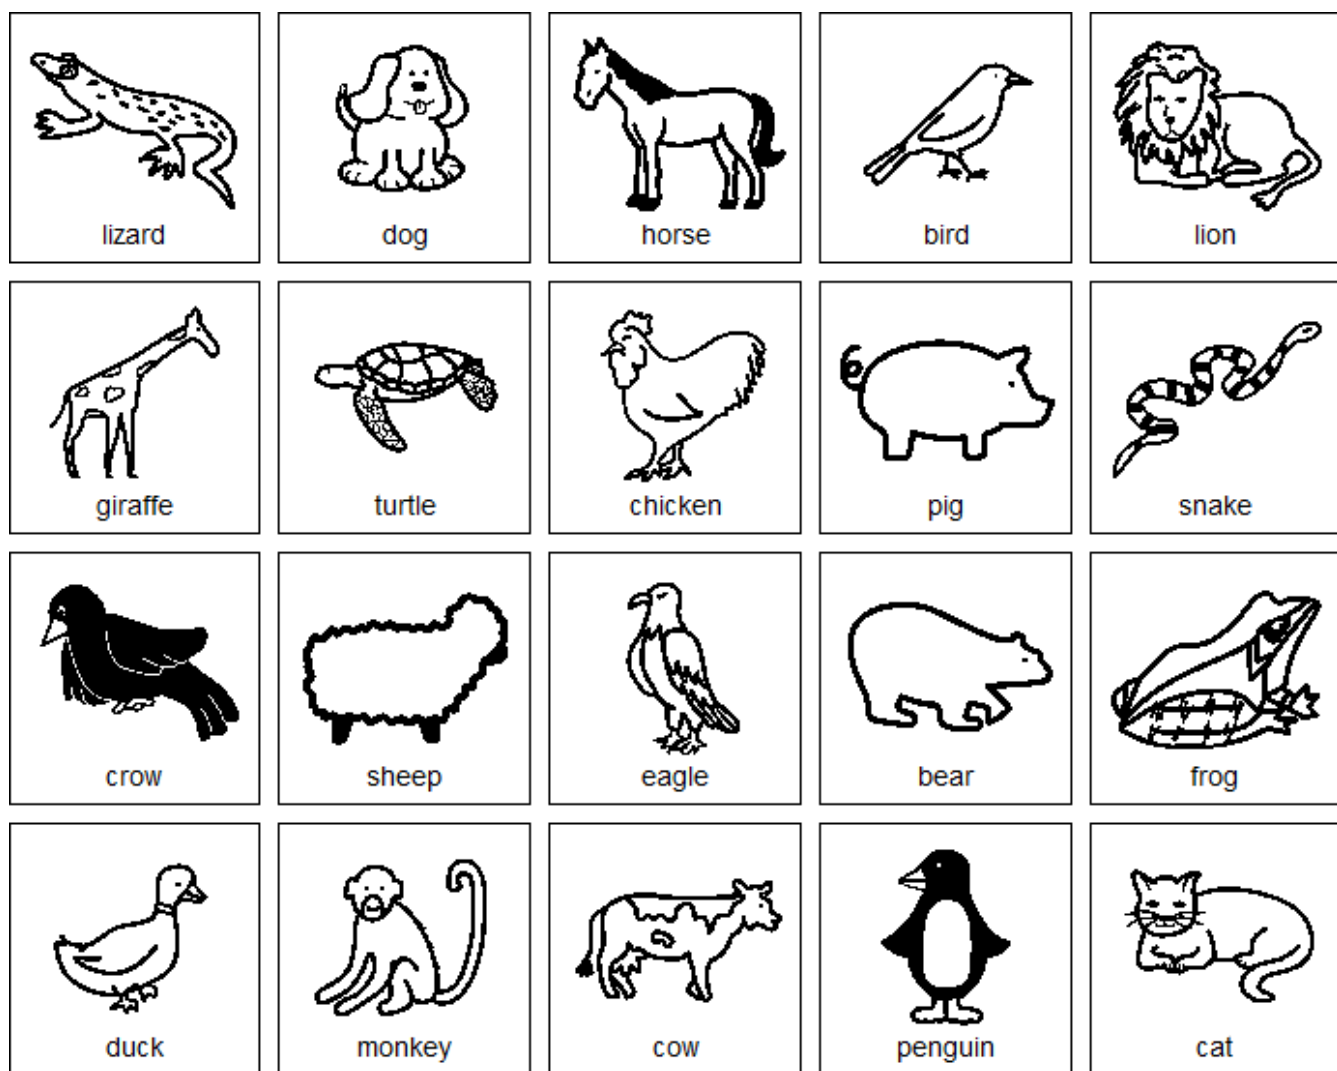 lizard
dog
horse
bird
lion
giraffe
turtle
chicken
pig
snake
crow
sheep
eagle
bear
frog
duck
monkey
cow
penguin
cat